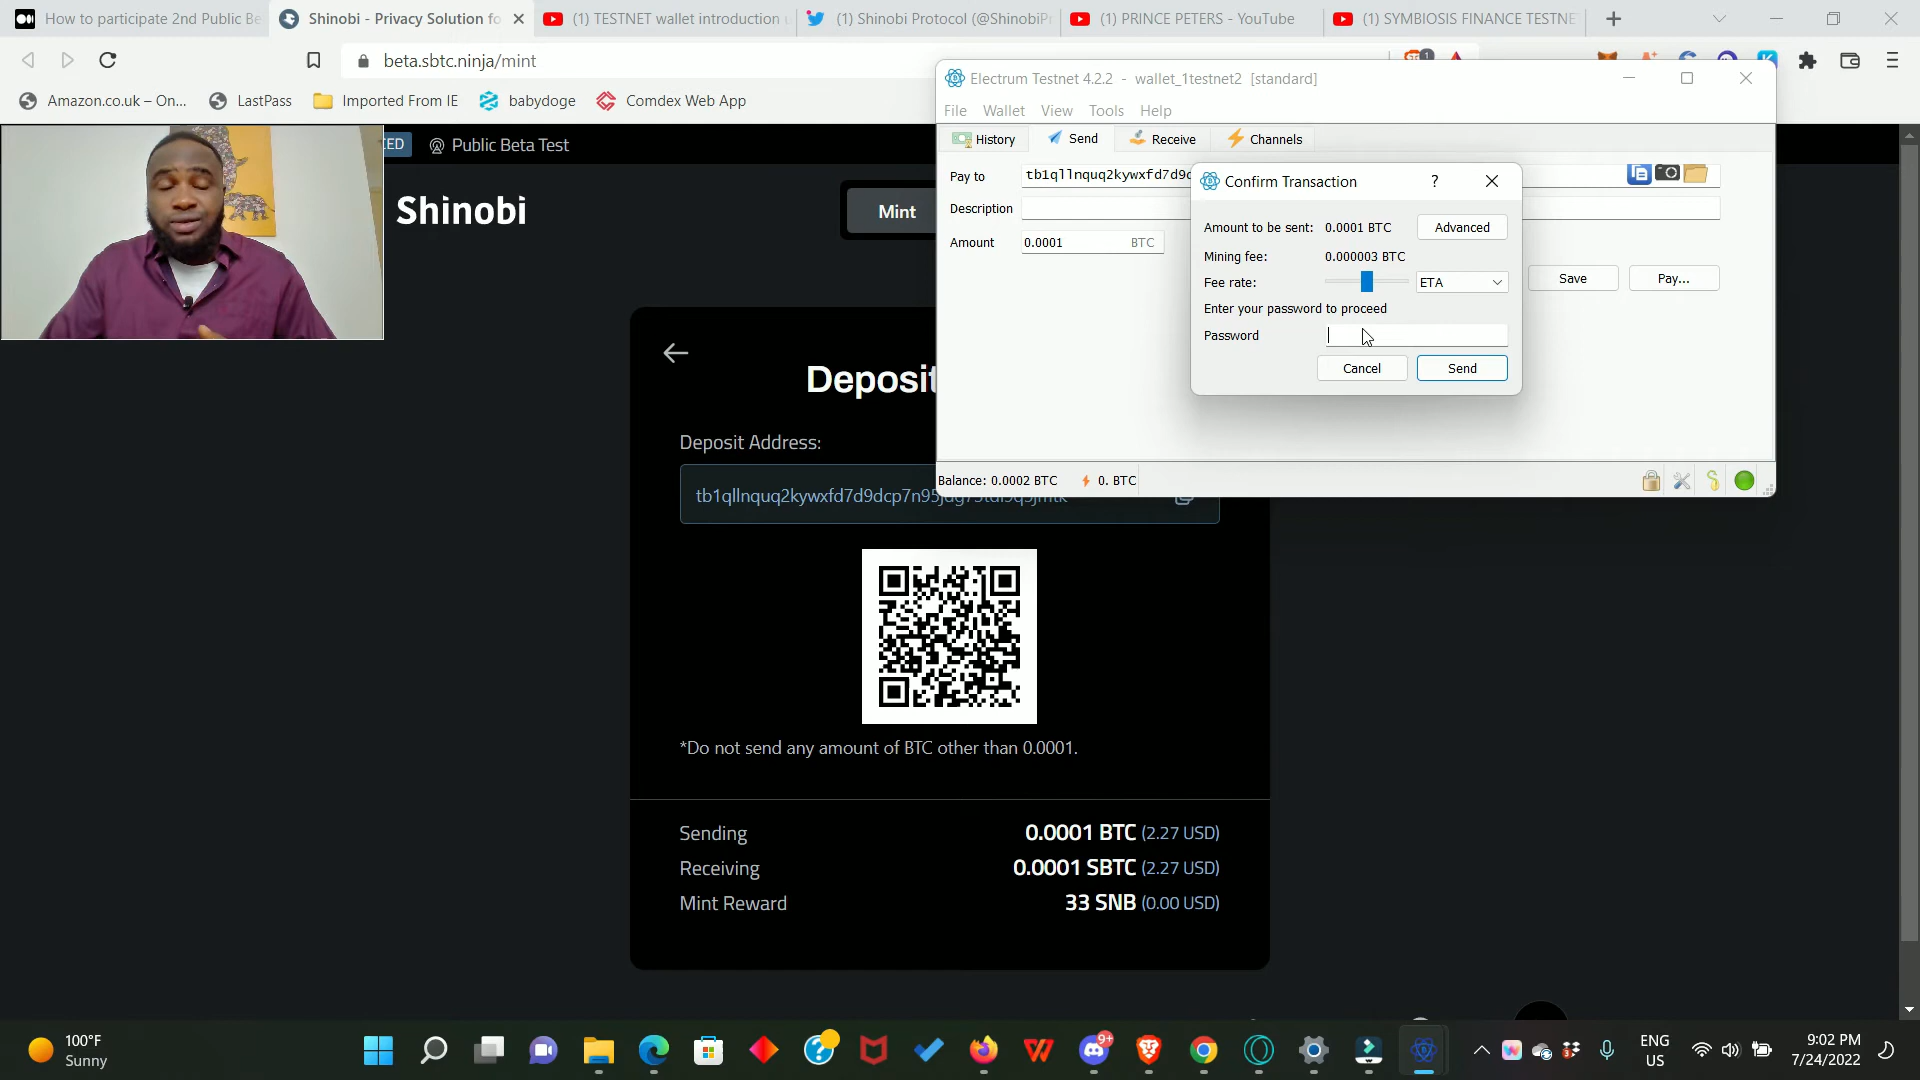 How to participate 2nd Public Be
Shinobi - Privacy Solution fo
(1) TESTNET wallet introduction
(1) Shinobi Protocol (@ShinobiPr
(1) PRINCE PETERS - YouTube
(1) SYMBIOSIS FINANCE TESTNE
beta.sbtc.ninja/mint
1
Amazon.co.uk – On...
LastPass
Imported From IE
babydoge
Comdex Web App
Public Beta Test
Shinobi
Mint
Electrum Testnet 4.2.2 - wallet_1testnet2 [standard]
File
Wallet
View
Tools
Help
History
Send
Receive
Channels
Pay to
Description
Amount
0.0001
BTC
Save
Pay...
Confirm Transaction
?
Amount to be sent:
0.0001 BTC
Advanced
Mining fee:
0.000003 BTC
Fee rate:
ETA
Enter your password to proceed
Password
Cancel
Send
Balance: 0.0002 BTC
0. BTC
Deposit
Deposit Address:
*Do not send any amount of BTC other than 0.0001.
Sending
0.0001 BTC (2.27 USD)
Receiving
0.0001 SBTC (2.27 USD)
Mint Reward
33 SNB (0.00 USD)
100°F
Sunny
9+
ENG
US
9:02 PM
7/24/2022